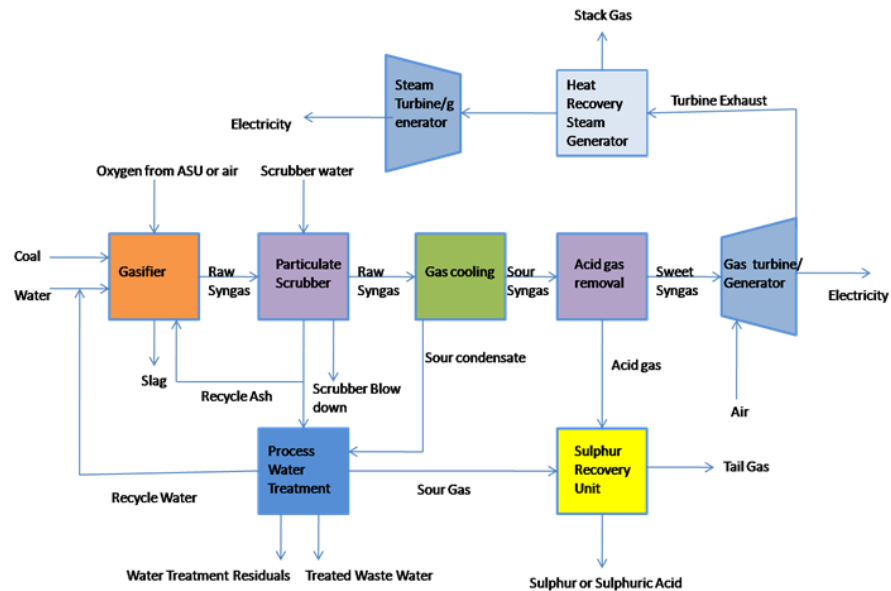 Stack Gas
Steam
Turbine/g
enerator
Heat
Recovery
Steam
Generator
Turbine Exhaust
Electricity
Oxygen from ASU or air
Scrubber water
Coal
Water
Gasifier
Raw
Syngas
Particulate
Scrubber
Raw
Syngas
Gas cooling
Sour
Syngas
Acid gas
removal
Sweet
Syngas
Gas turbine/
Generator
Electricity
Slag
Recycle Ash
Scrubber Blow
down
Sour condensate
Acid gas
Air
Process
Water
Treatment
Sulphur
Recovery
Unit
Tail Gas
Recycle Water
Sour Gas
Water Treatment Residuals
Treated Waste Water
Sulphur or Sulphuric Acid